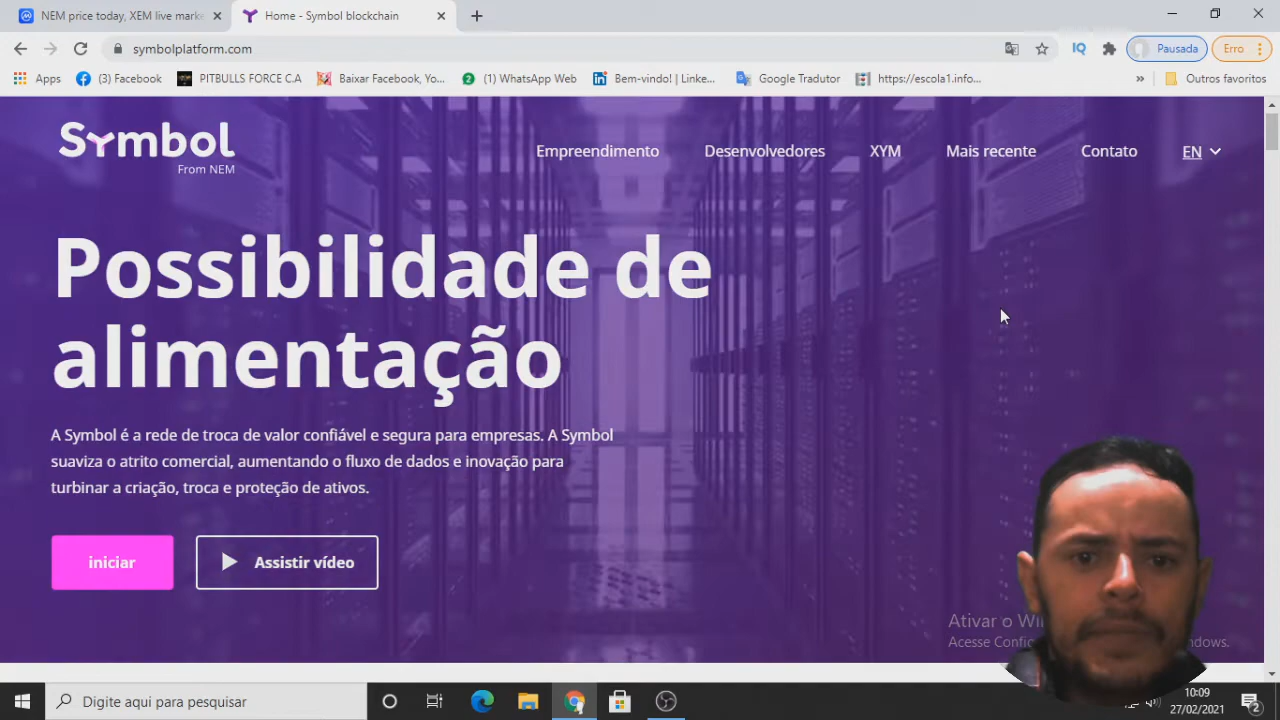 NEM price today, XEM live marke
Home - Symbol blockchain
symbolplatform.com
Pausada
Erro
Apps
(3) Facebook
PITBULLS FORCE C.A
Baixar Facebook, Yo...
(1) WhatsApp Web
Bem-vindo! | Linke...
Google Tradutor
https://escola1.info...
»
Outros favoritos
Symbol
From NEM
Empreendimento
Desenvolvedores
XYM
Mais recente
Contato
EN
Possibilidade de
alimentação
A Symbol é a rede de troca de valor confiável e segura para empresas. A Symbol
suaviza o atrito comercial, aumentando o fluxo de dados e inovação para
turbinar a criação, troca e proteção de ativos.
iniciar
Assistir vídeo
Ativar o Wi
Acesse Config
ndows.
Digite aqui para pesquisar
10:09
27/02/2021
2